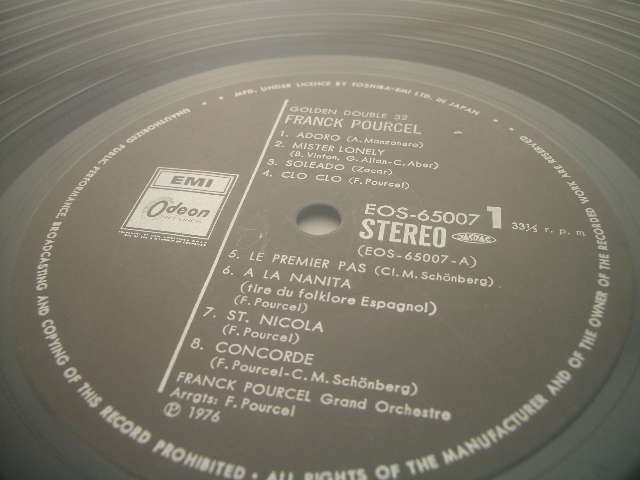 • MFD. UNDER LICENCE BY TOSHIBA-EMI LTD. IN JAPAN •
UNAUTHORIZED PUBLIC PERFORMANCE BROADCASTING AND COPYING OF THIS RECORD PROHIBITED • ALL RIGHTS OF THE MANUFACTURER AND OF THE OWNER OF THE RECORDED WORK ARE RESERVED
GOLDEN DOUBLE 32
FRANCK POURCEL
1. ADORO (A. Manzanero)
2. MISTER LONELY
(B. Vinton, G. Allan-C. Aber)
3. SOLEADO (Zacar)
4. CLO CLO (F. Pourcel)
EMI
Odeon
RECORDS
EOS-65007 1
STEREO JASRAC 33⅓ r. p. m.
(EOS-65007-A)
5. LE PREMIER PAS (Cl. M. Schönberg)
6. A LA NANITA
(tire du folklore Espagnol)
F. Pourcel)
7. ST. NICOLA
(F. Pourcel)
8. CONCORDE
(F. Pourcel-C. M. Schönberg)
FRANCK POURCEL Grand Orchestre
Arrgts: F. Pourcel
Ⓟ 1976